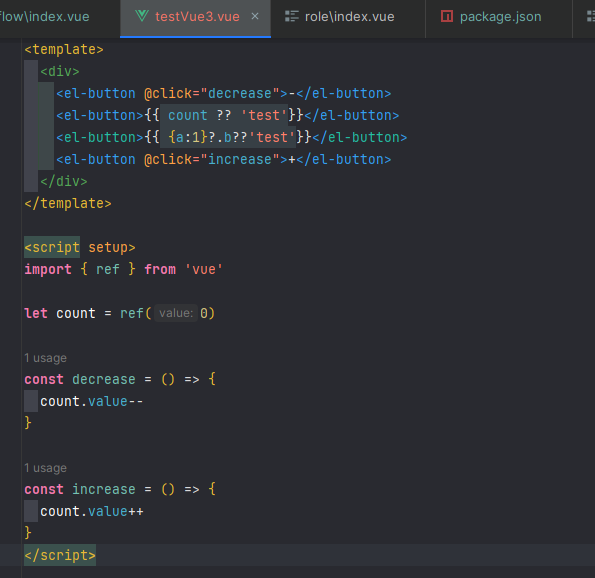 flow\index.vue testVue3.vue × role\index.vue package.json
<template>
<div>
<el-button @click="decrease">-</el-button>
<el-button>{{ count ?? 'test'}}</el-button>
<el-button>{{ {a:1}?.b??'test'}}</el-button>
<el-button @click="increase">+</el-button>
</div>
</template>
<script setup>
import { ref } from 'vue'
let count = ref( value: 0)
1 usage
const decrease = () => {
count.value--
}
1 usage
const increase = () => {
count.value++
}
</script>